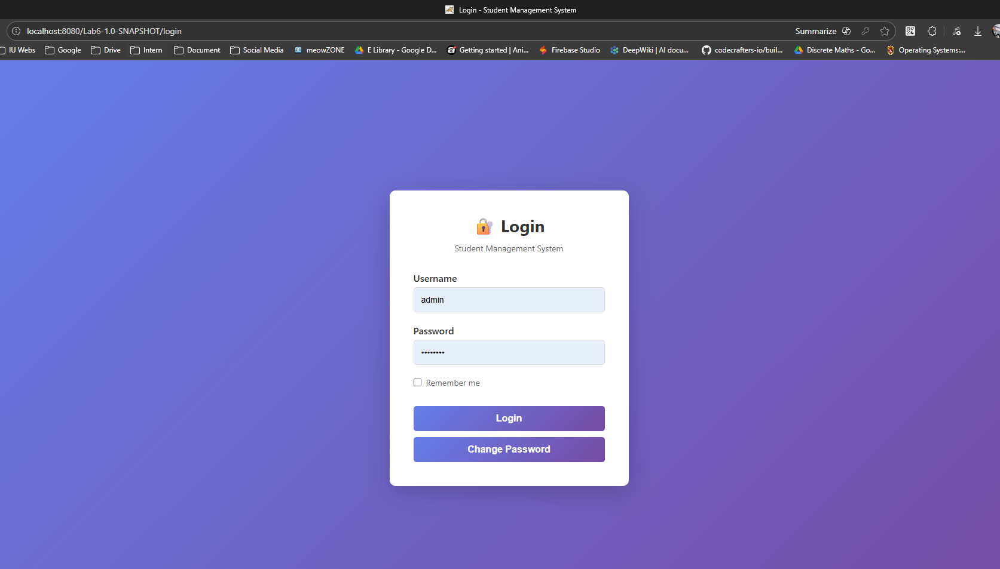 Login - Student Management System
localhost:8080/Lab6-1.0-SNAPSHOT/login
Summarize
IU Webs Google Drive Intern Document Social Media meowZONE E Library - Google D... Getting started | Ani... Firebase Studio DeepWiki | AI docu... codecrafters-io/buil... Discrete Maths - Go... Operating Systems:...
Login
Student Management System
Username
admin
Password
••••••••
Remember me
Login
Change Password